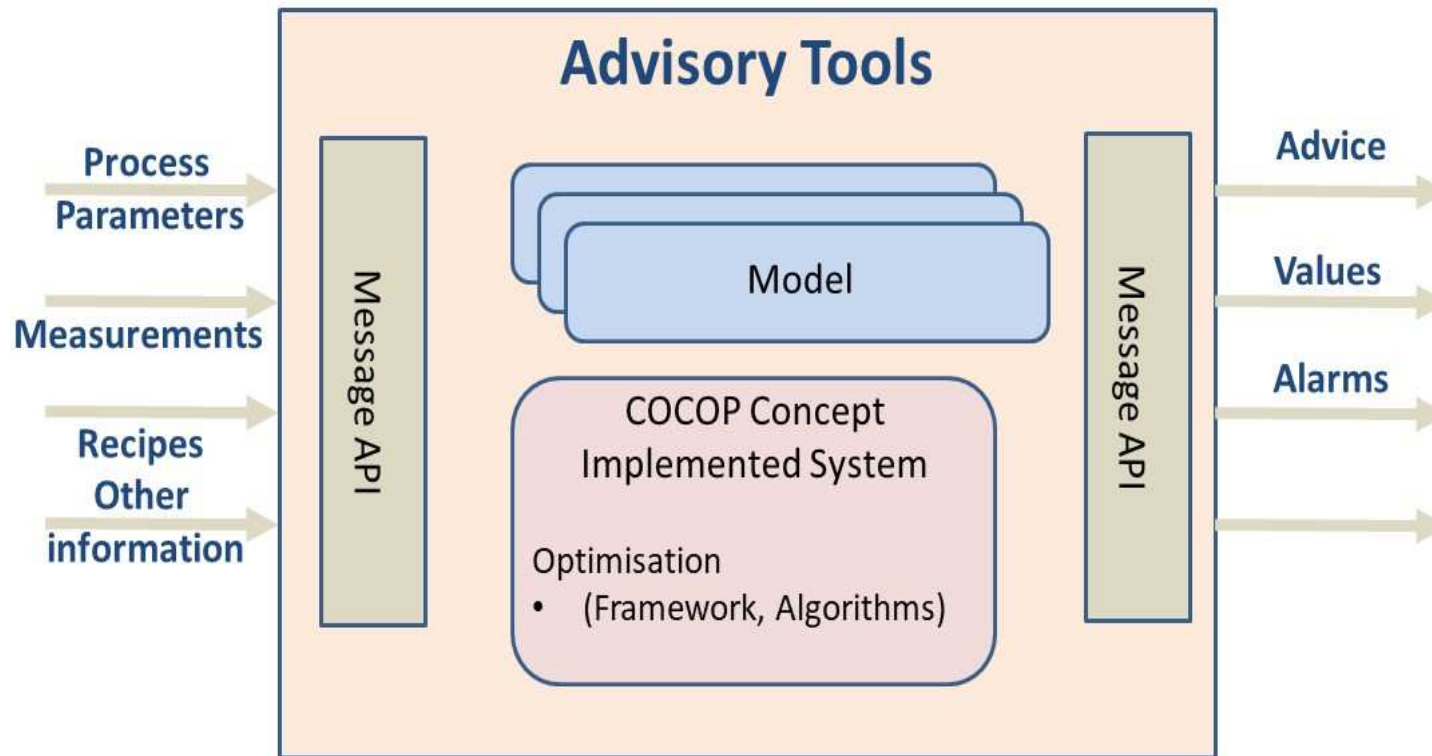 Advisory Tools
Process
Parameters
Measurements
Recipes
Other
information
Message API
Model
COCOP Concept
Implemented System
Optimisation
• (Framework, Algorithms)
Message API
Advice
Values
Alarms